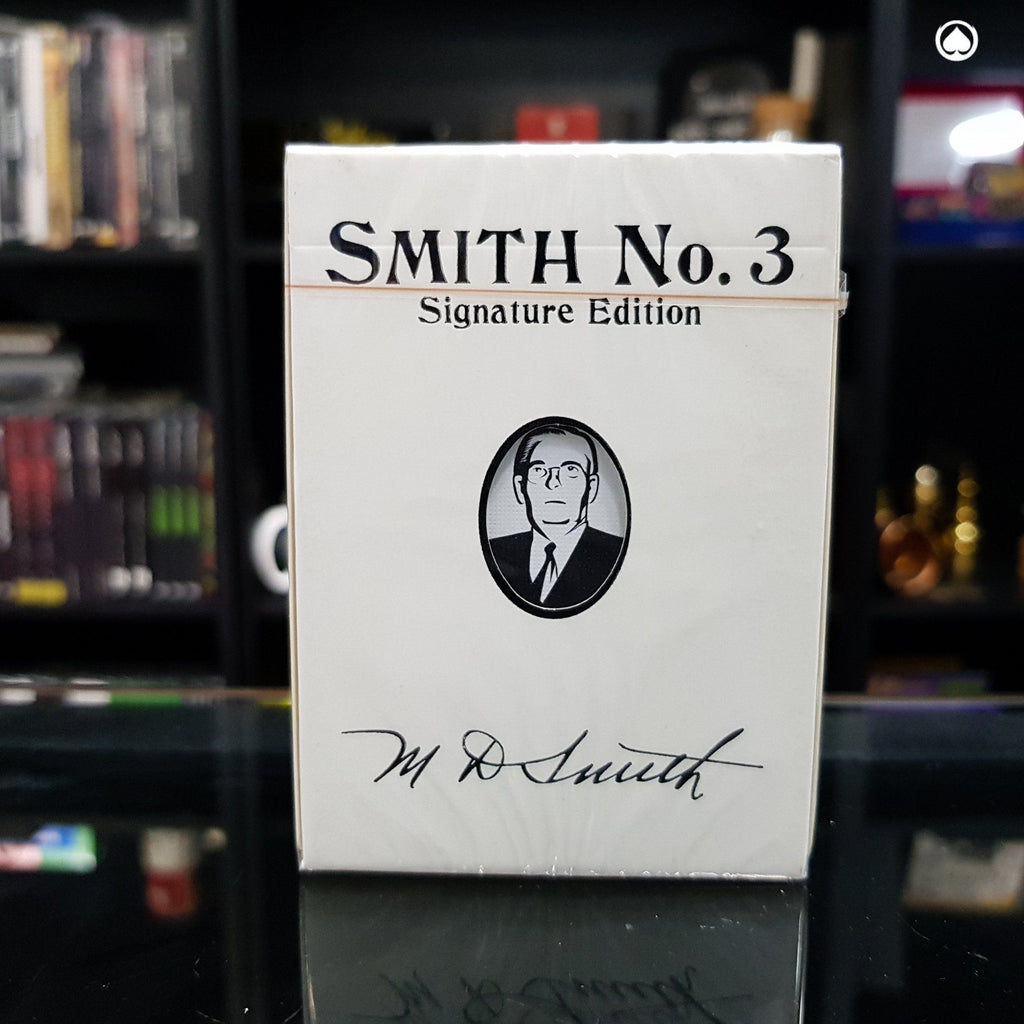 SMITH No. 3
Signature Edition
M D Smith